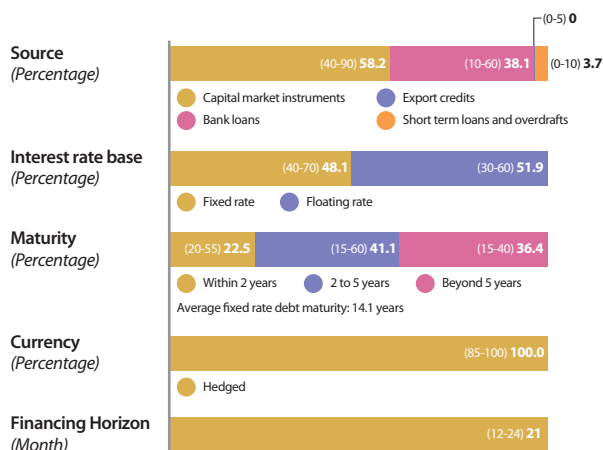 (0-5) 0
Source
(Percentage)
(40-90) 58.2
(10-60) 38.1
(0-10) 3.7
Capital market instruments
Export credits
Bank loans
Short term loans and overdrafts
Interest rate base
(Percentage)
(40-70) 48.1
(30-60) 51.9
Fixed rate
Floating rate
Maturity
(Percentage)
(20-55) 22.5
(15-60) 41.1
(15-40) 36.4
Within 2 years
2 to 5 years
Beyond 5 years
Average fixed rate debt maturity: 14.1 years
Currency
(Percentage)
(85-100) 100.0
Hedged
Financing Horizon
(Month)
(12-24) 21